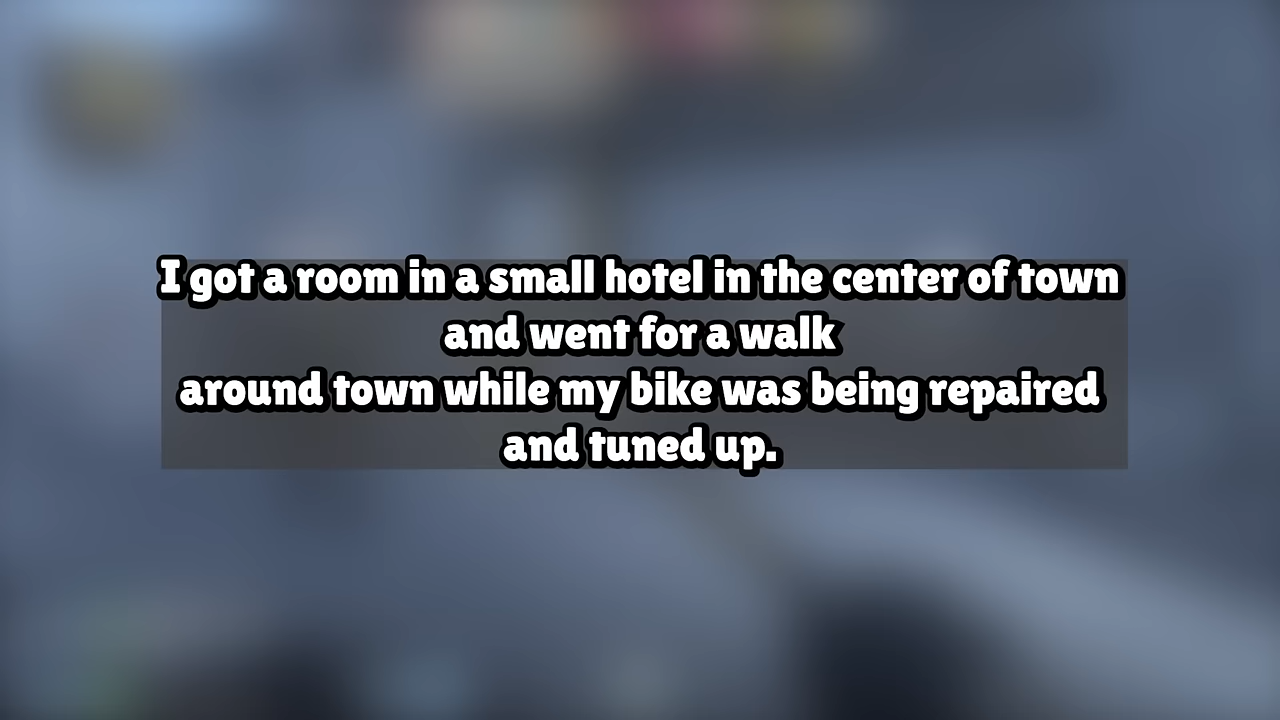 I got a room in a small hotel in the center of town
and went for a walk
around town while my bike was being repaired
and tuned up.